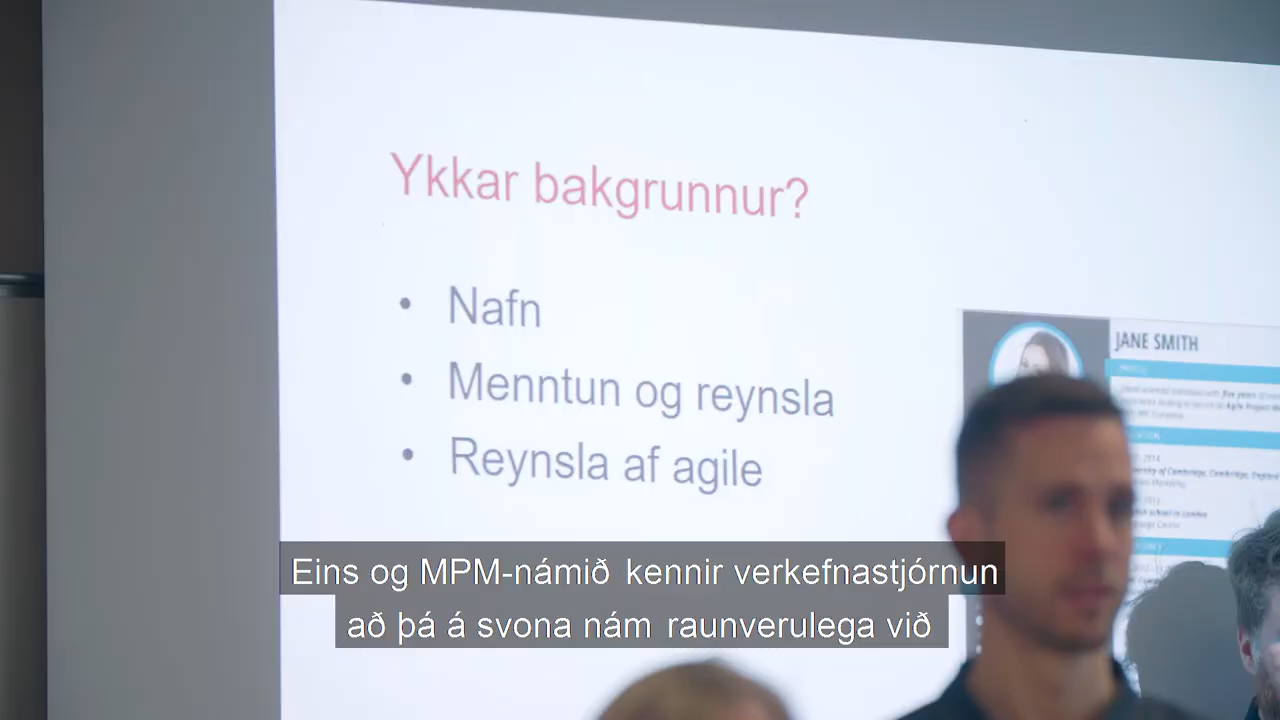 Ykkar bakgrunnur?
• Nafn
• Menntun og reynsla
• Reynsla af agile
JANE SMITH
Eins og MPM-námið kennir verkefnastjórnun
að þá á svona nám raunverulega við